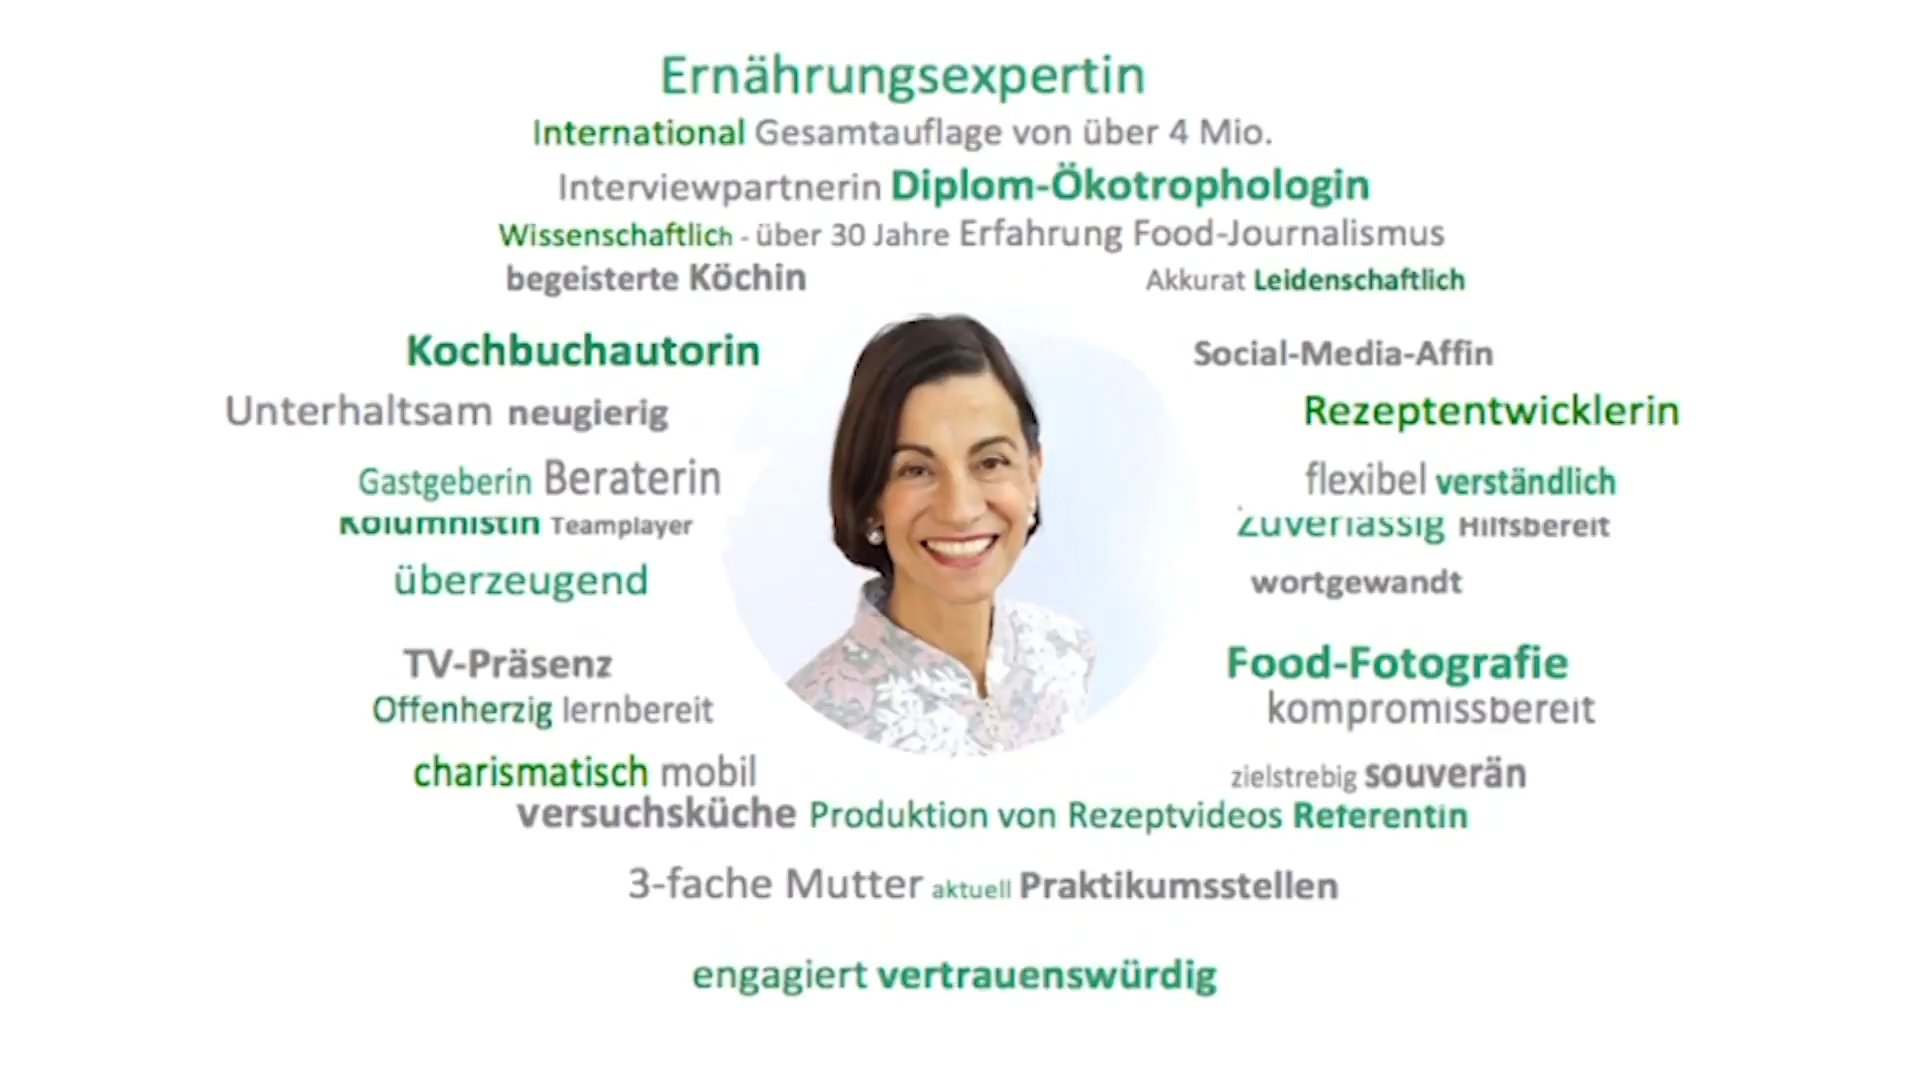 Ernährungsexpertin
International Gesamtauflage von über 4 Mio.
Interviewpartnerin Diplom-Ökotrophologin
Wissenschaftlich - über 30 Jahre Erfahrung Food-Journalismus
begeisterte Köchin
Akkurat Leidenschaftlich
Kochbuchautorin
Social-Media-Affin
Unterhaltsam neugierig
Rezeptentwicklerin
Gastgeberin Beraterin
flexibel verständlich
Kolumnistin Teamplayer
Zuverlässig Hilfsbereit
überzeugend
wortgewandt
TV-Präsenz
Food-Fotografie
Offenherzig lernbereit
kompromissbereit
charismatisch mobil
zielstrebig souverän
versuchsküche Produktion von Rezeptvideos Referentin
3-fache Mutter aktuell Praktikumsstellen
engagiert vertrauenswürdig